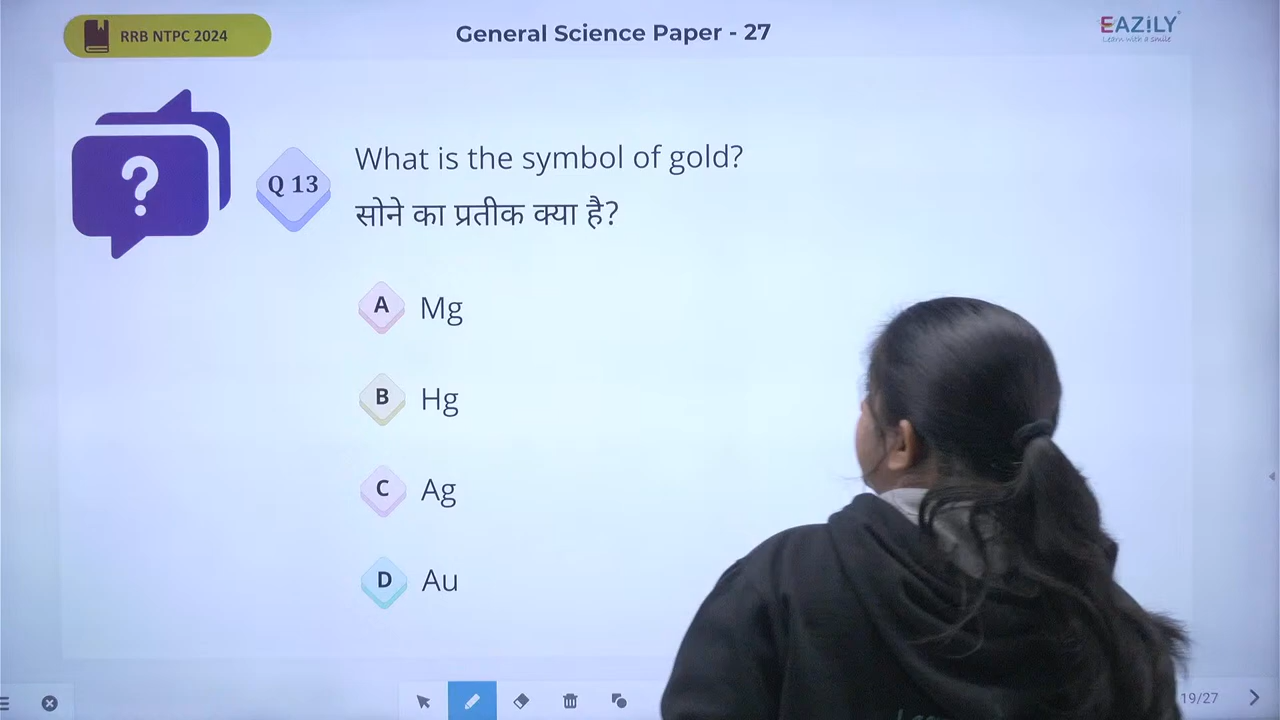 RRB NTPC 2024
General Science Paper - 27
EAZILY
Learn with a smile
?
Q 13
What is the symbol of gold?
सोने का प्रतीक क्या है?
A Mg
B Hg
C Ag
D Au
19/27